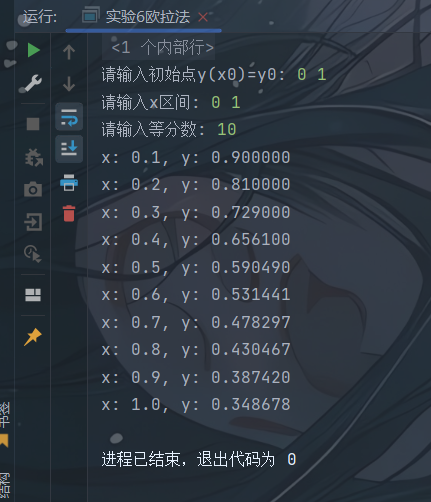 运行: 实验6欧拉法
<1 个内部行>
请输入初始点y(x0)=y0: 0 1
请输入x区间: 0 1
请输入等分数: 10
x: 0.1, y: 0.900000
x: 0.2, y: 0.810000
x: 0.3, y: 0.729000
x: 0.4, y: 0.656100
x: 0.5, y: 0.590490
x: 0.6, y: 0.531441
x: 0.7, y: 0.478297
x: 0.8, y: 0.430467
x: 0.9, y: 0.387420
x: 1.0, y: 0.348678
进程已结束，退出代码为 0
书签
结构